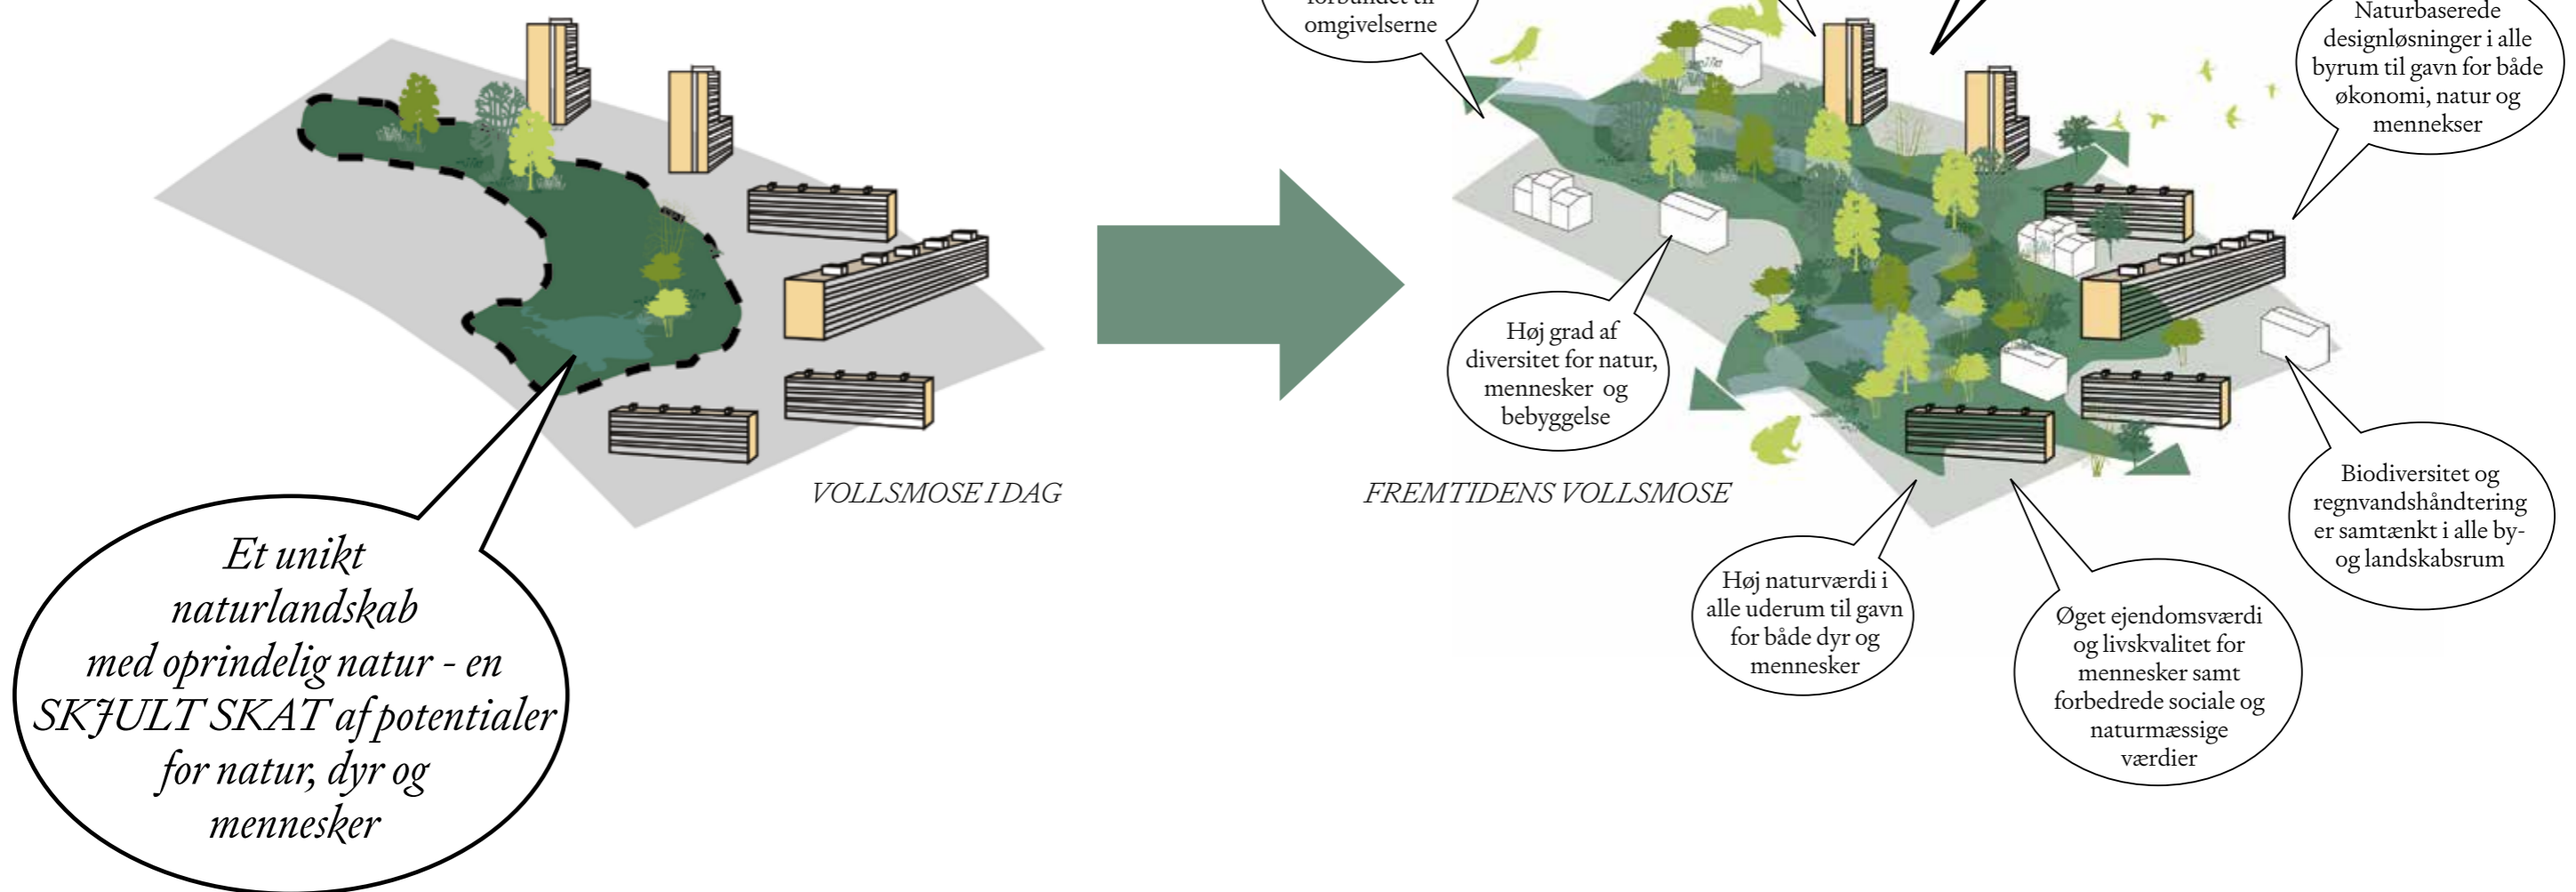 omgivelserne
Naturbaserede
designløsninger i alle
byrum til gavn for både
økonomi, natur og
mennekser
Høj grad af
diversitet for natur,
mennesker og
bebyggelse
VOLLSMOSE I DAG
FREMTIDENS VOLLSMOSE
Biodiversitet og
regnvandshåndtering
er samtænkt i alle by-
og landskabsrum
Et unikt
naturlandskab
med oprindelig natur - en
SKJULT SKAT af potentialer
for natur, dyr og
mennesker
Høj naturværdi i
alle uderum til gavn
for både dyr og
mennesker
Øget ejendomsværdi
og livskvalitet for
mennesker samt
forbedrede sociale og
naturmæssige
værdier